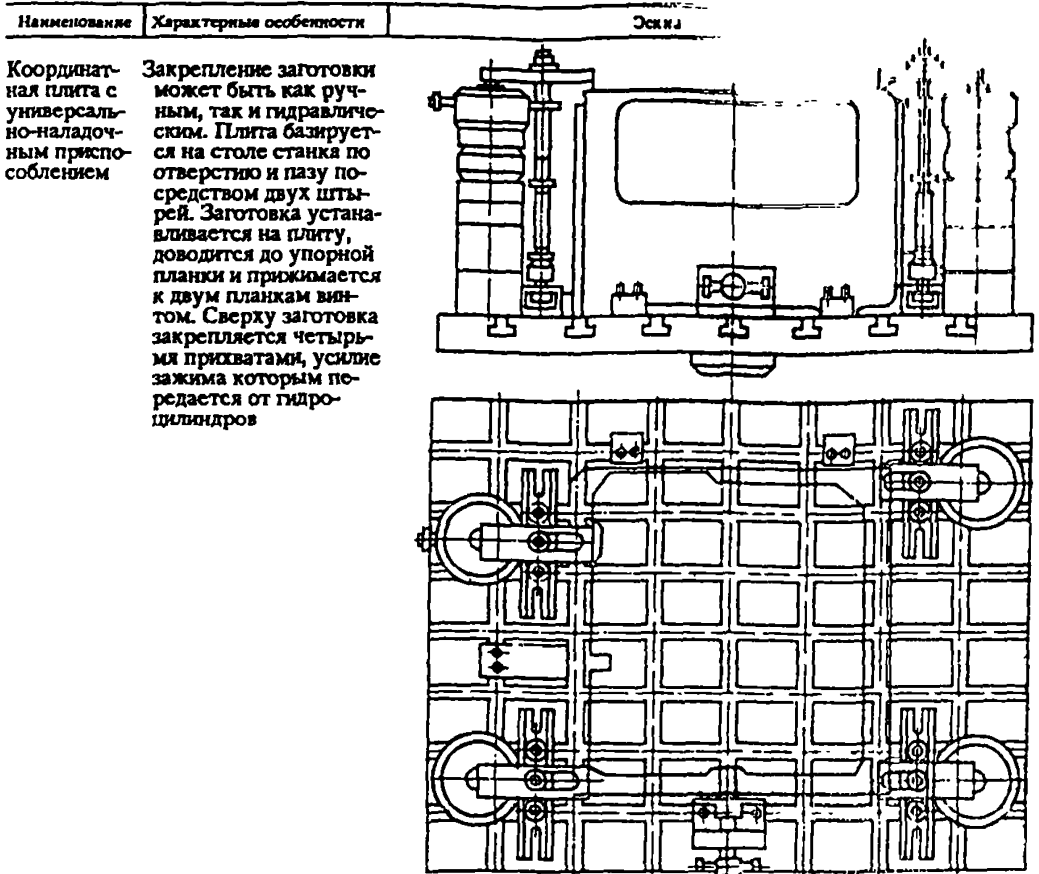 Наименование
Характерные особенности
Эскиз
Координат-
ная плита с
универсаль-
но-наладоч-
ным приспо-
соблением
Закрепление заготовки
может быть как руч-
ным, так и гидравличе-
ским. Плита базирует-
ся на столе станка по
отверстию и пазу по-
средством двух шты-
рей. Заготовка устана-
вливается на плиту,
доводится до упорной
планки и прижимается
к двум планкам вин-
том. Сверху заготовка
закрепляется четырь-
мя прихватами, усилие
зажима которым пе-
редается от гидро-
цилиндров